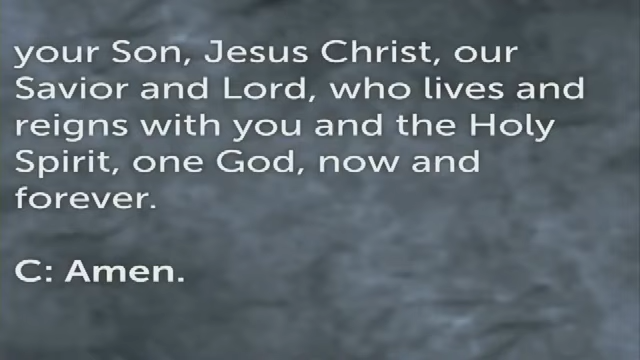 your Son, Jesus Christ, our
Savior and Lord, who lives and
reigns with you and the Holy
Spirit, one God, now and
forever.
C: Amen.